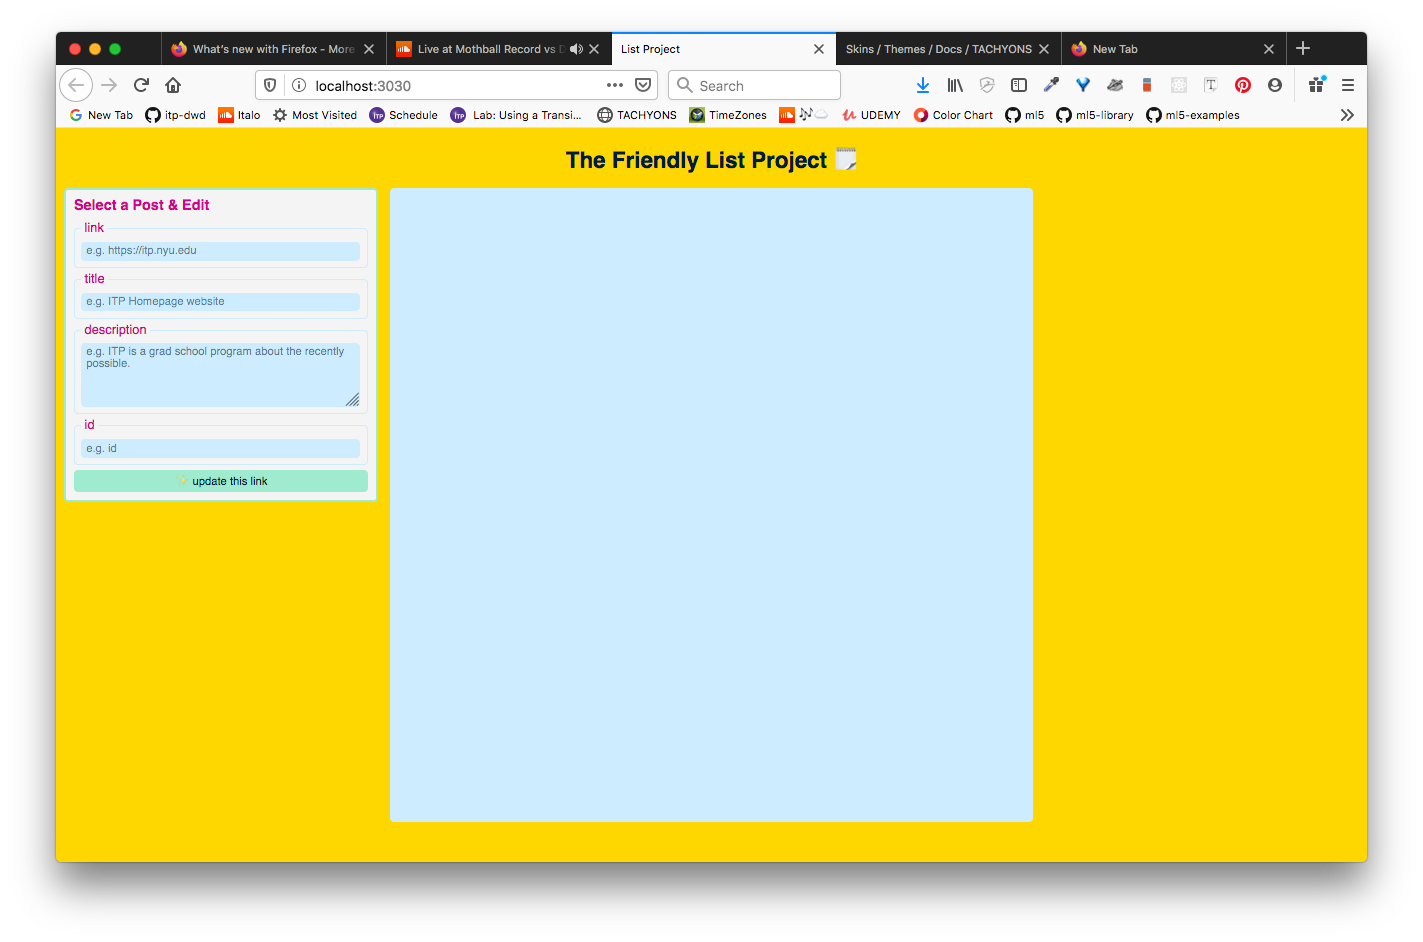 What's new with Firefox - More
Live at Mothball Record vs D
List Project
Skins / Themes / Docs / TACHYONS
New Tab
localhost:3030
Search
New Tab
itp-dwd
Italo
Most Visited
Schedule
Lab: Using a Transi...
TACHYONS
TimeZones
UDEMY
Color Chart
ml5
ml5-library
ml5-examples
The Friendly List Project
Select a Post & Edit
link
e.g. https://itp.nyu.edu
title
e.g. ITP Homepage website
description
e.g. ITP is a grad school program about the recently
possible.
id
e.g. id
✨ update this link